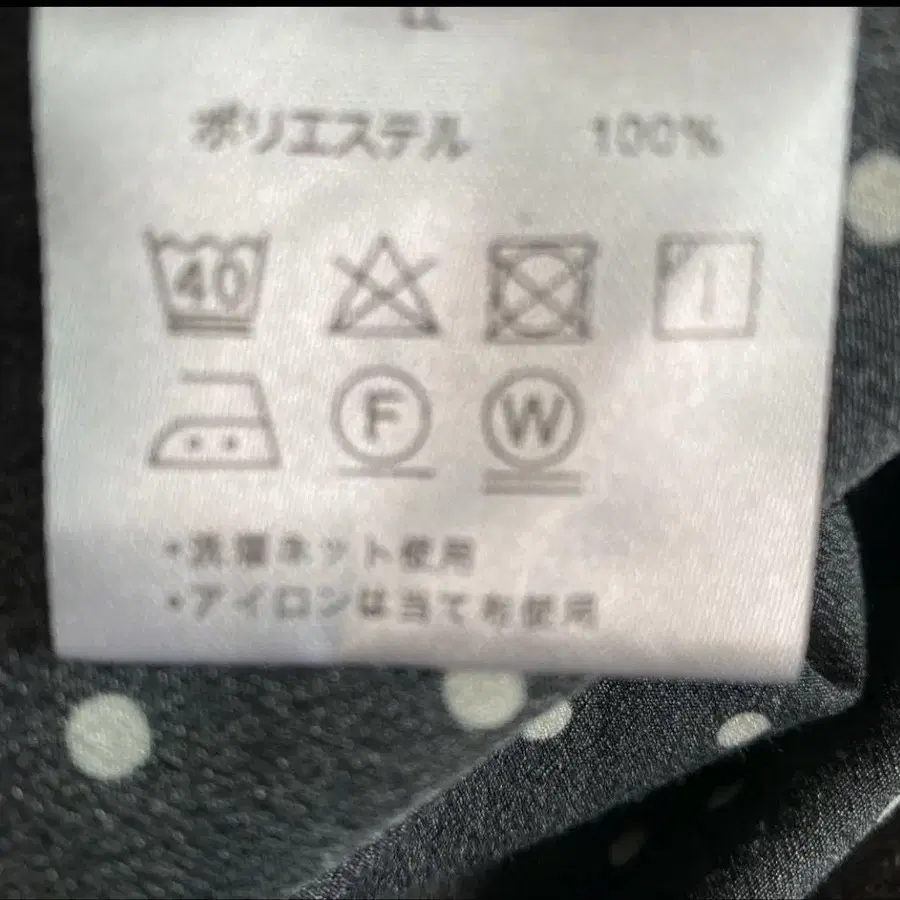 LL
ポリエステル 100%
40
F W
・洗濯ネット使用
・アイロンは当て布使用